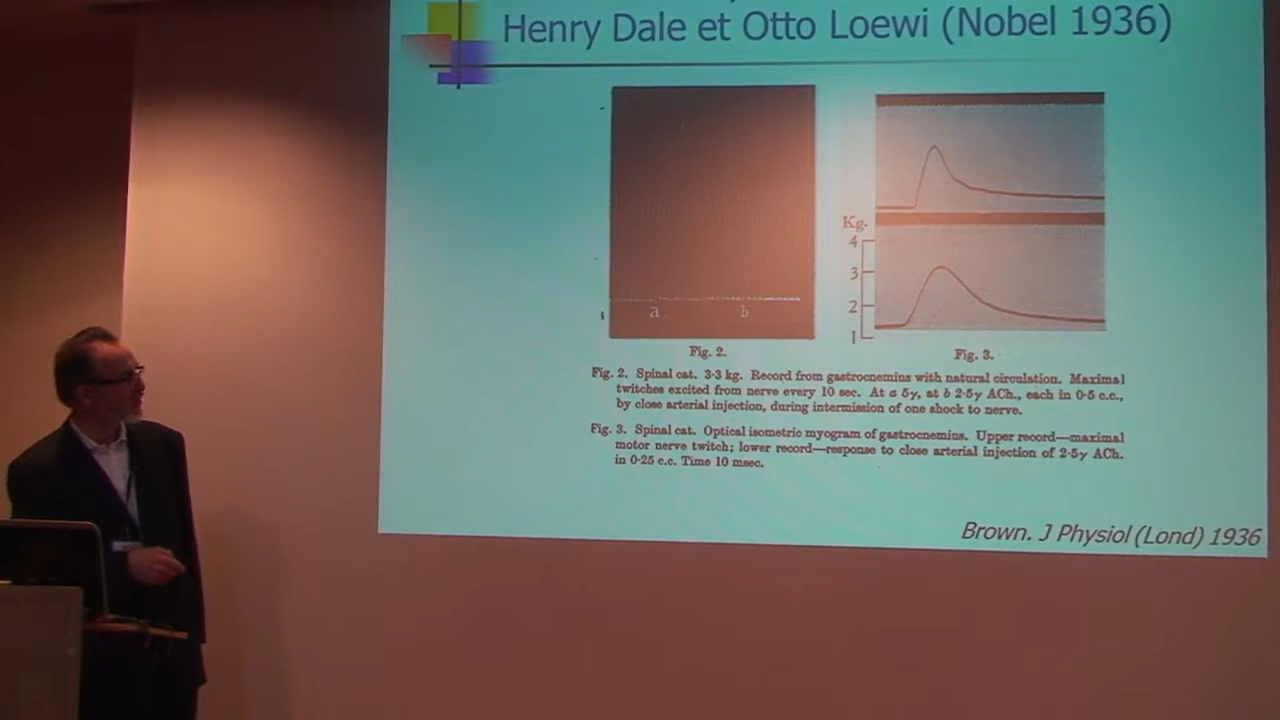 Henry Dale et Otto Loewi (Nobel 1936)
Kg.
4
3
2
1
a b
Fig. 2.
Fig. 3.
Fig. 2. Spinal cat. 3·3 kg. Record from gastrocnemius with natural circulation. Maximal
twitches excited from nerve every 10 sec. At a 5γ, at b 2·5γ ACh., each in 0·5 c.c.,
by close arterial injection, during intermission of one shock to nerve.
Fig. 3. Spinal cat. Optical isometric myogram of gastrocnemius. Upper record—maximal
motor nerve twitch; lower record—response to close arterial injection of 2·5γ ACh.
in 0·25 c.c. Time 10 msec.
Brown. J Physiol (Lond) 1936